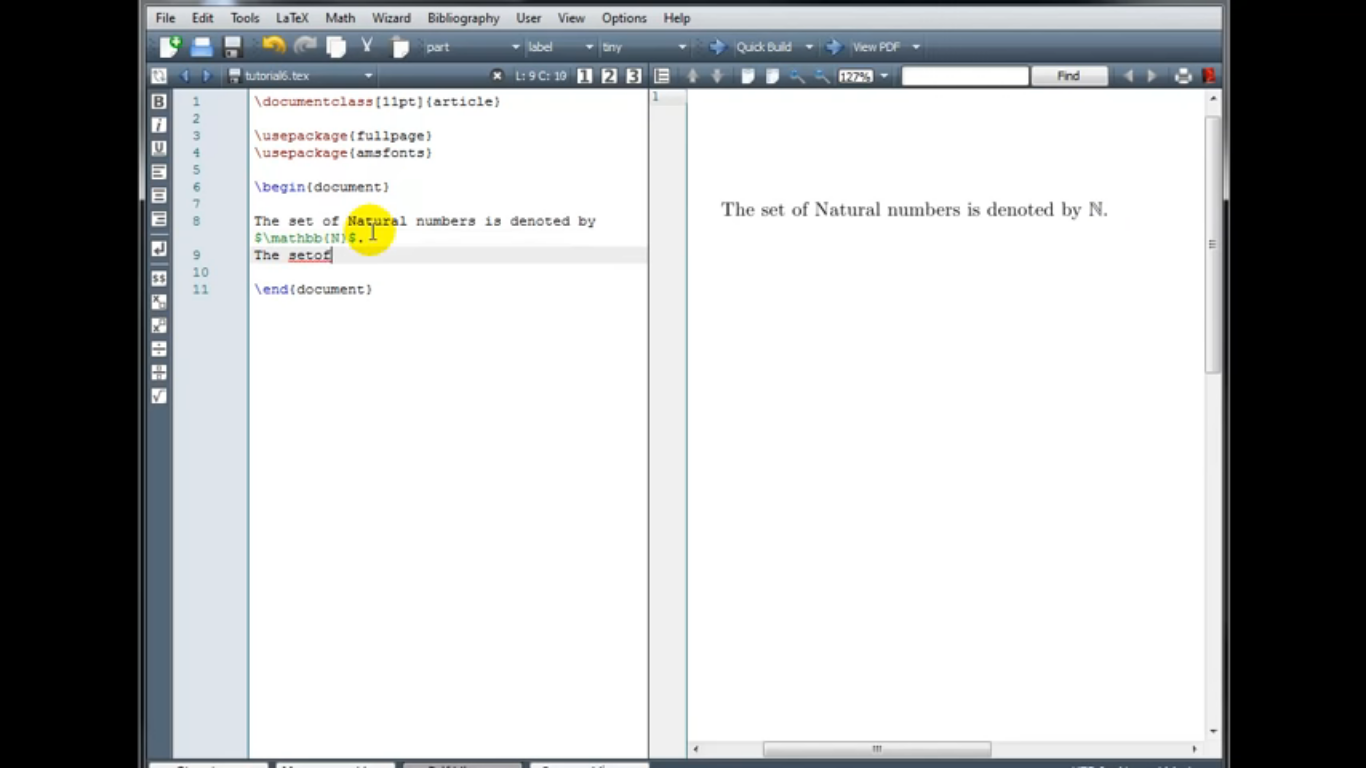 File Edit Tools LaTeX Math Wizard Bibliography User View Options Help
part label tiny Quick Build View PDF
tutorial6.tex L: 9 C: 10 1 2 3 127% Find
1 \documentclass[11pt]{article}
2
3 \usepackage{fullpage}
4 \usepackage{amsfonts}
5
6 \begin{document}
7
8 The set of Natural numbers is denoted by
$\mathbb{N}$.
9 The setof
10
11 \end{document}
1
The set of Natural numbers is denoted by ℕ.